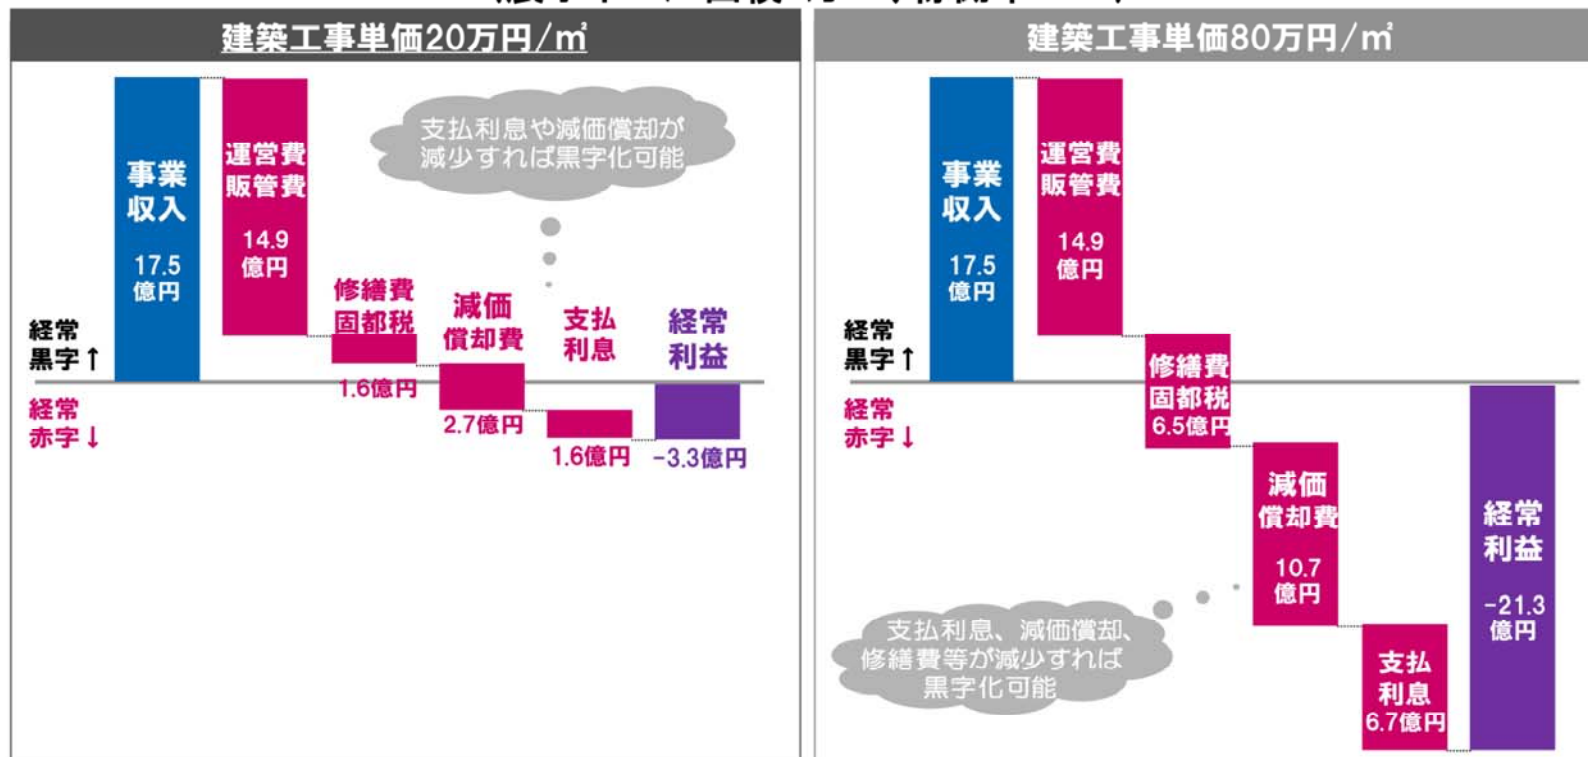 建築工事単価20万円/㎡
支払利息や減価償却が
減少すれば黒字化可能
事業
収入
17.5
億円
運営費
販管費
14.9
億円
修繕費
固都税
1.6億円
減価
償却費
2.7億円
支払
利息
1.6億円
経常
利益
-3.3億円
経常
黒字↑
経常
赤字↓
建築工事単価80万円/㎡
事業
収入
17.5
億円
運営費
販管費
14.9
億円
修繕費
固都税
6.5億円
減価
償却費
10.7
億円
支払
利息
6.7億円
経常
利益
-21.3
億円
経常
黒字↑
経常
赤字↓
支払利息、減価償却、
修繕費等が減少すれば
黒字化可能